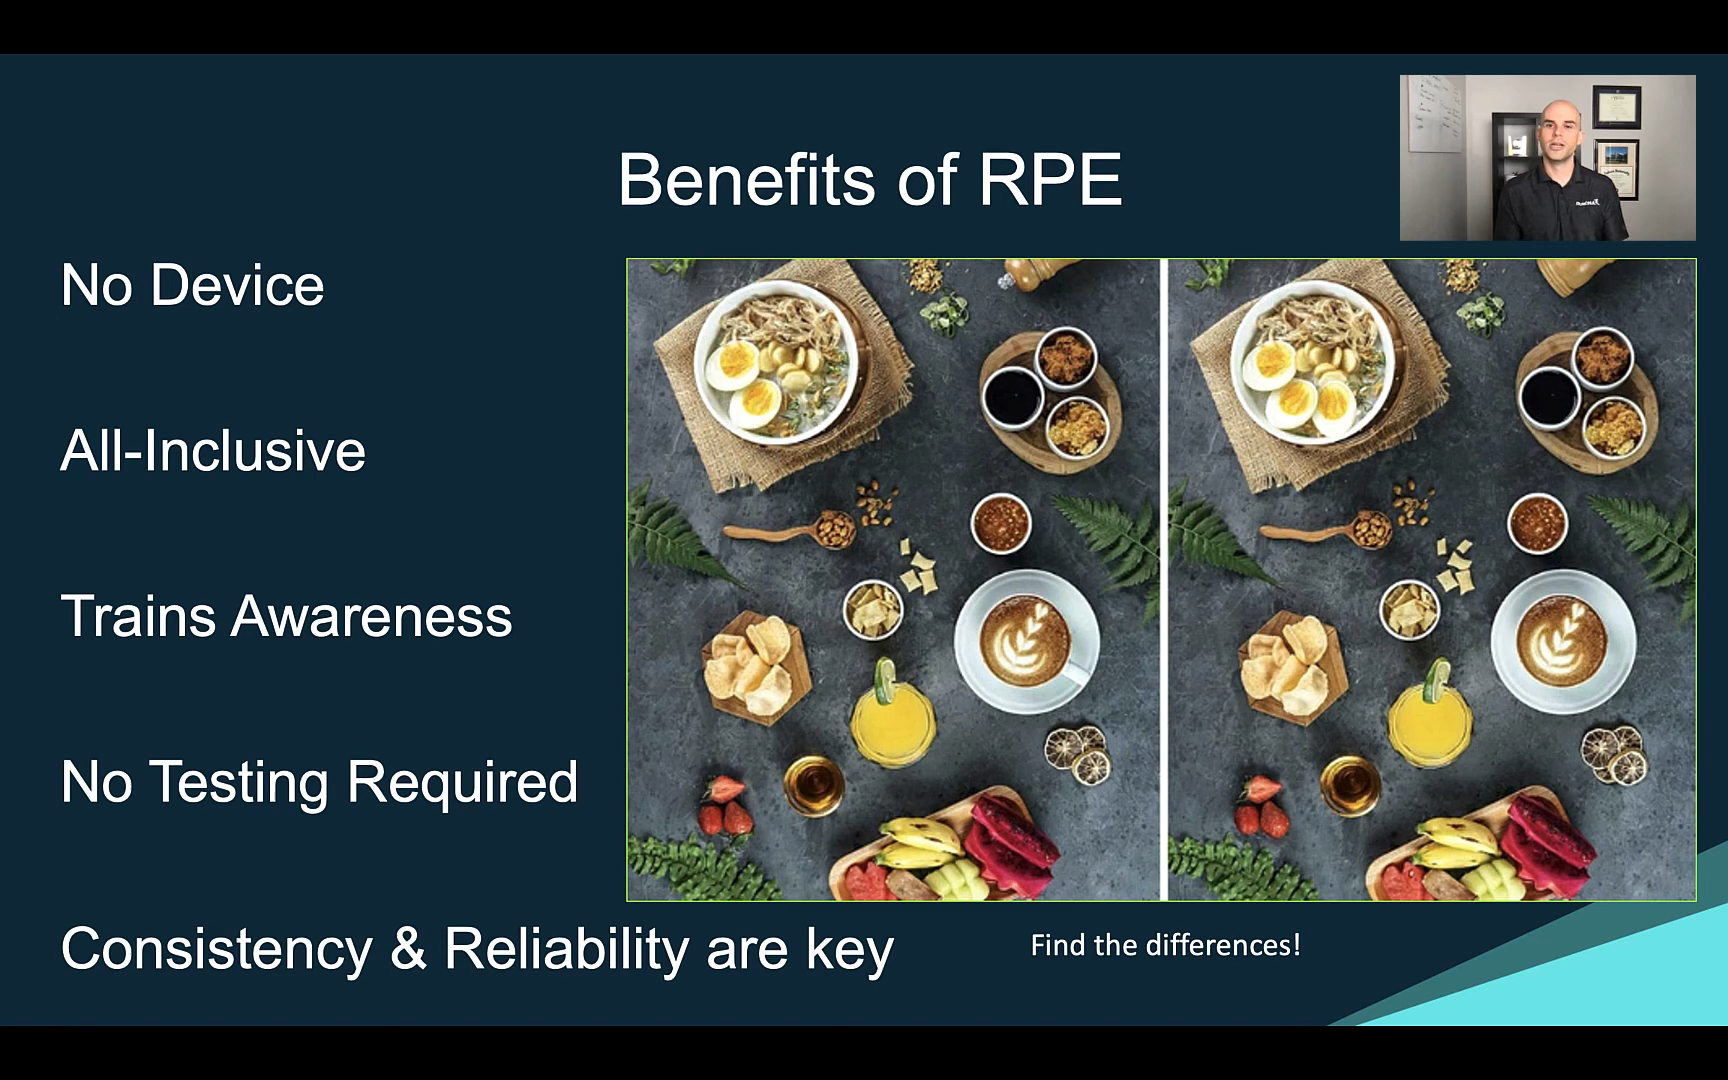 Benefits of RPE
No Device
All-Inclusive
Trains Awareness
No Testing Required
Consistency & Reliability are key
Find the differences!